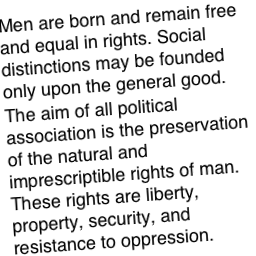 Men are born and remain free
and equal in rights. Social
distinctions may be founded
only upon the general good.
The aim of all political
association is the preservation
of the natural and
imprescriptible rights of man.
These rights are liberty,
property, security, and
resistance to oppression.